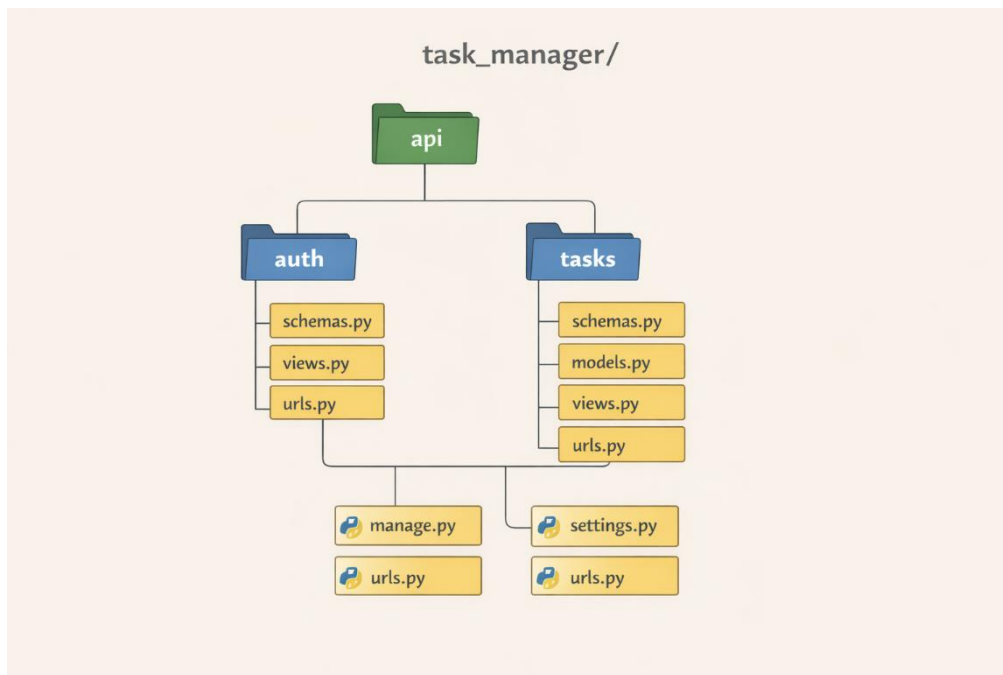 task_manager/
api
auth
tasks
schemas.py
views.py
urls.py
schemas.py
models.py
views.py
urls.py
manage.py
settings.py
urls.py
urls.py